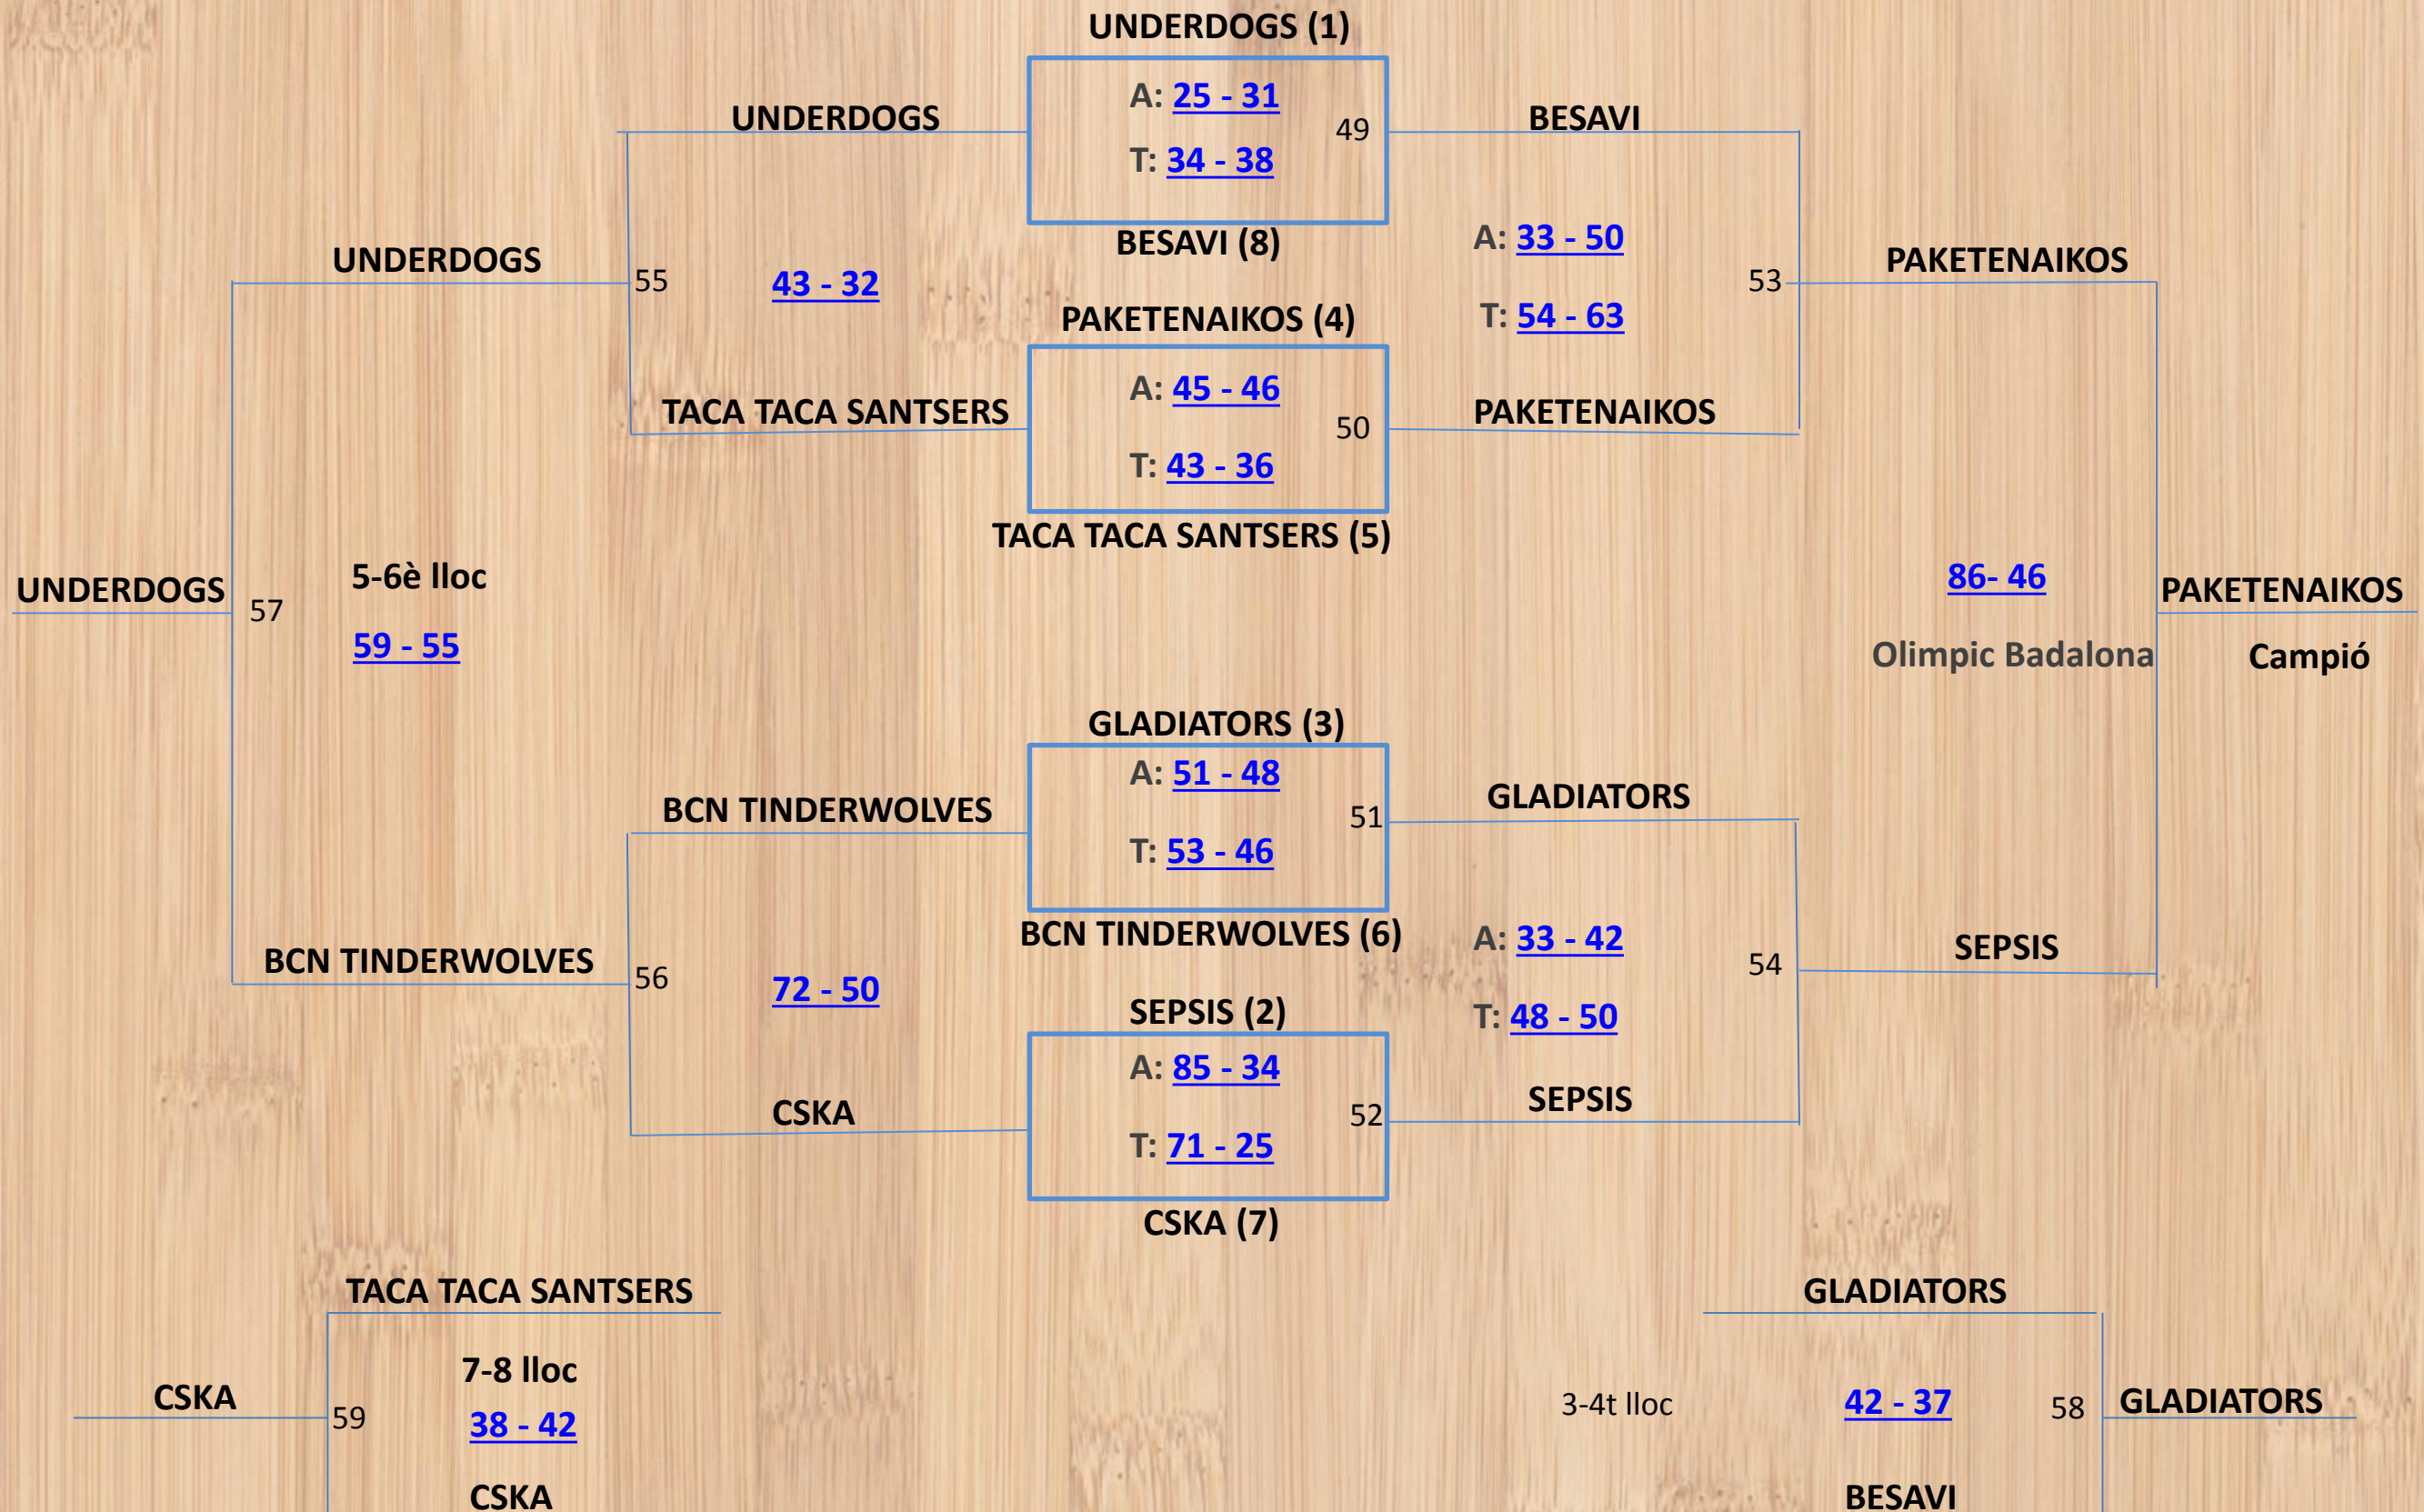 UNDERDOGS (1)
A: 25 - 31
UNDERDOGS
49
BESAVI
T: 34 - 38
BESAVI (8)
A: 33 - 50
UNDERDOGS
55
43 - 32
53
PAKETENAIKOS
PAKETENAIKOS (4)
T: 54 - 63
A: 45 - 46
TACA TACA SANTSERS
50
PAKETENAIKOS
T: 43 - 36
TACA TACA SANTSERS (5)
5-6è lloc
86- 46
UNDERDOGS
57
PAKETENAIKOS
59 - 55
Olimpic Badalona
Campió
GLADIATORS (3)
A: 51 - 48
BCN TINDERWOLVES
51
GLADIATORS
T: 53 - 46
BCN TINDERWOLVES (6)
A: 33 - 42
BCN TINDERWOLVES
56
72 - 50
54
SEPSIS
SEPSIS (2)
T: 48 - 50
A: 85 - 34
CSKA
52
SEPSIS
T: 71 - 25
CSKA (7)
TACA TACA SANTSERS
GLADIATORS
7-8 lloc
CSKA
59
38 - 42
3-4t lloc
42 - 37
58
GLADIATORS
CSKA
BESAVI